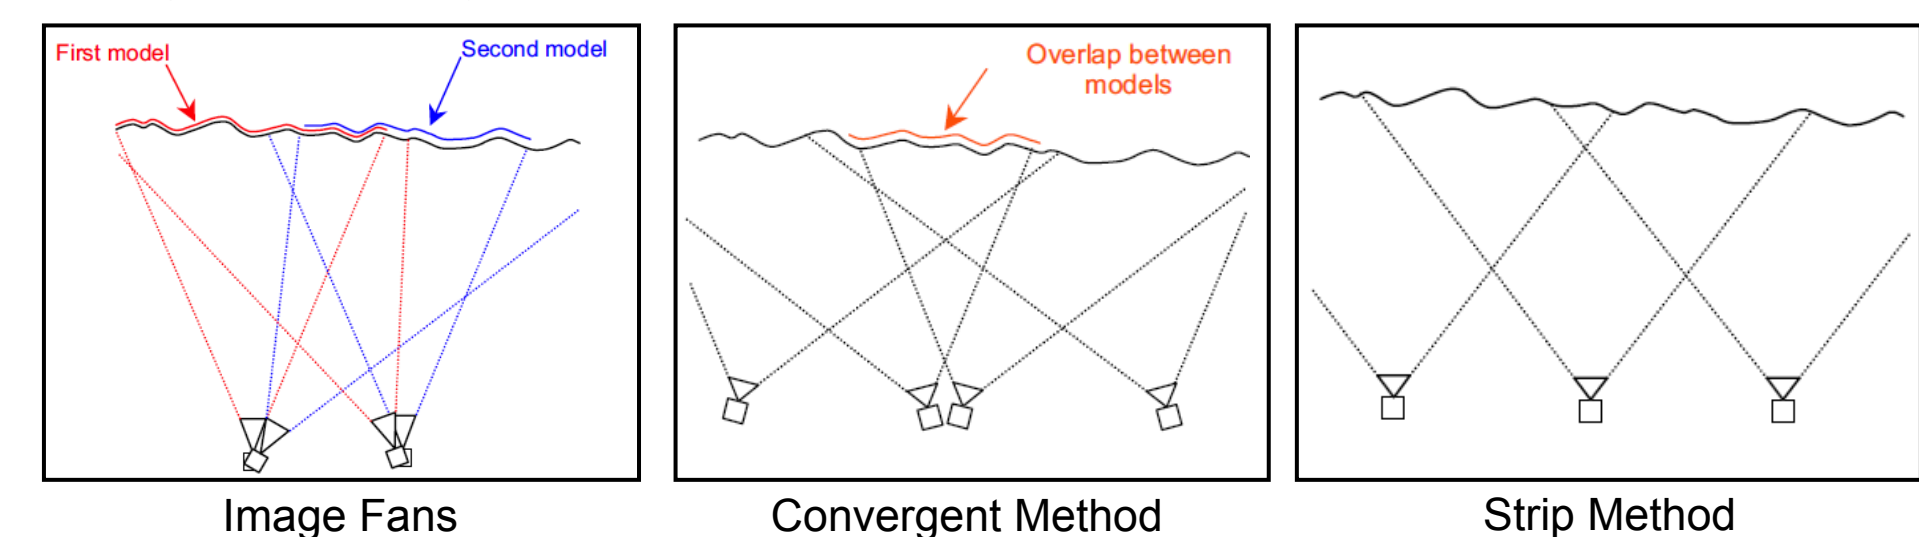 First model
Second model
Overlap between
models
Image Fans
Convergent Method
Strip Method